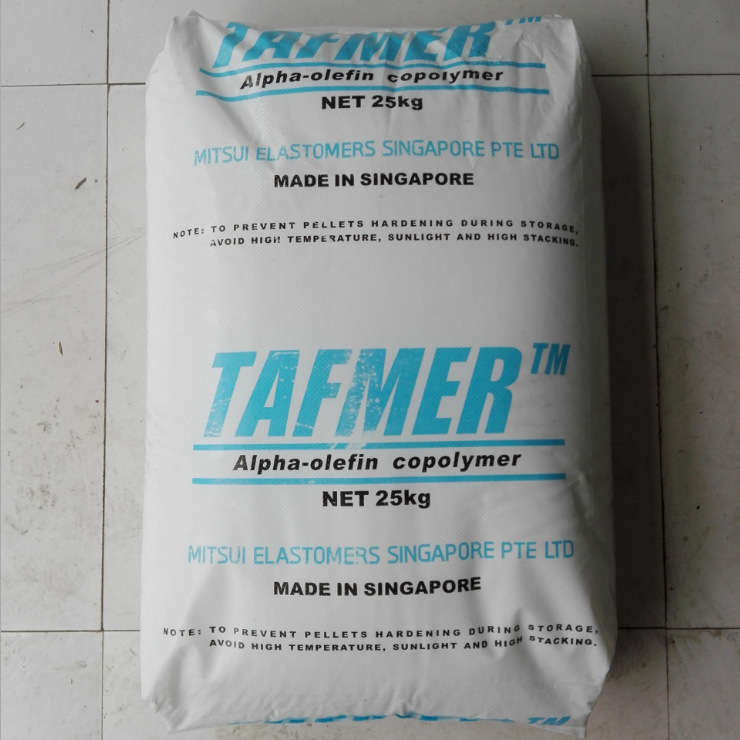 TAFMER™
Alpha-olefin copolymer
NET 25kg
MITSUI ELASTOMERS SINGAPORE PTE LTD
MADE IN SINGAPORE
NOTE: TO PREVENT PELLETS HARDENING DURING STORAGE,
AVOID HIGH TEMPERATURE, SUNLIGHT AND HIGH STACKING.
TAFMER™
Alpha-olefin copolymer
NET 25kg
MITSUI ELASTOMERS SINGAPORE PTE LTD
MADE IN SINGAPORE
NOTE: TO PREVENT PELLETS HARDENING DURING STORAGE,
AVOID HIGH TEMPERATURE, SUNLIGHT AND HIGH STACKING.
TM